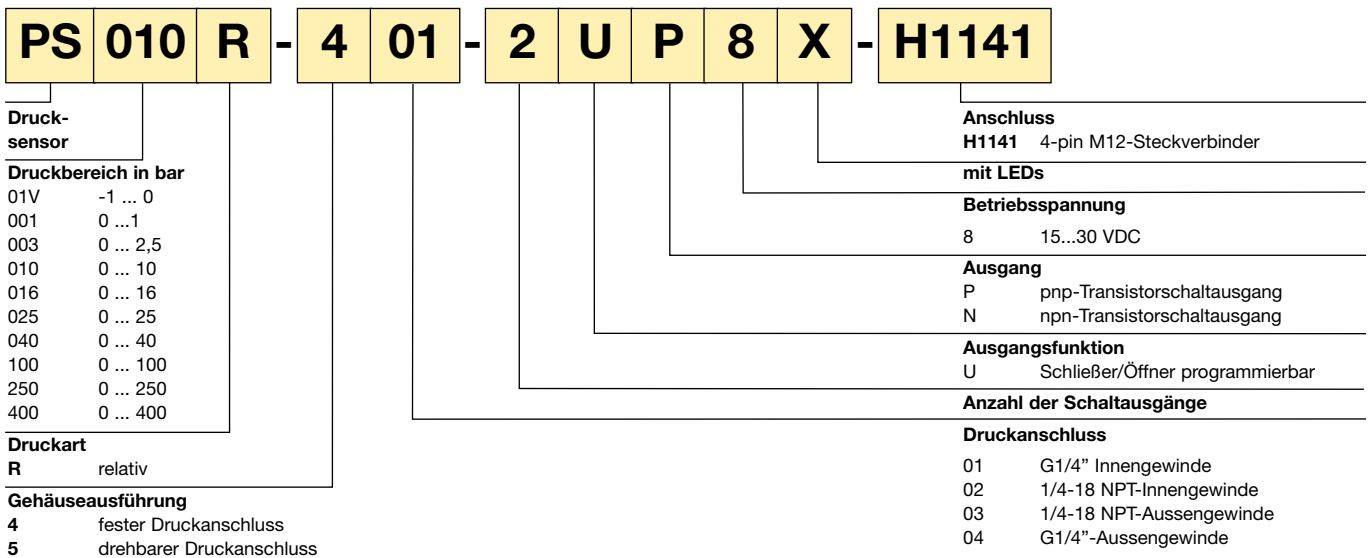 PS 010 R - 4 01 - 2 U P 8 X - H1141
Druck-
sensor
Druckbereich in bar
01V -1 ... 0
001 0 ...1
003 0 ... 2,5
010 0 ... 10
016 0 ... 16
025 0 ... 25
040 0 ... 40
100 0 ... 100
250 0 ... 250
400 0 ... 400
Druckart
R relativ
Gehäuseausführung
4 fester Druckanschluss
5 drehbarer Druckanschluss
Anschluss
H1141 4-pin M12-Steckverbinder
mit LEDs
Betriebsspannung
8 15...30 VDC
Ausgang
P pnp-Transistorschaltausgang
N npn-Transistorschaltausgang
Ausgangsfunktion
U Schließer/Öffner programmierbar
Anzahl der Schaltausgänge
Druckanschluss
01 G1/4” Innengewinde
02 1/4-18 NPT-Innengewinde
03 1/4-18 NPT-Aussengewinde
04 G1/4”-Aussengewinde